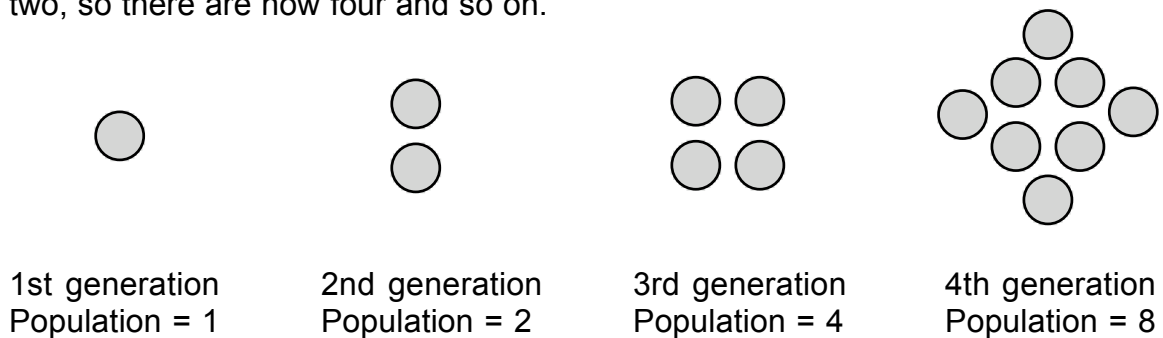 two, so there are now four and so on.
1st generation
Population = 1
2nd generation
Population = 2
3rd generation
Population = 4
4th generation
Population = 8